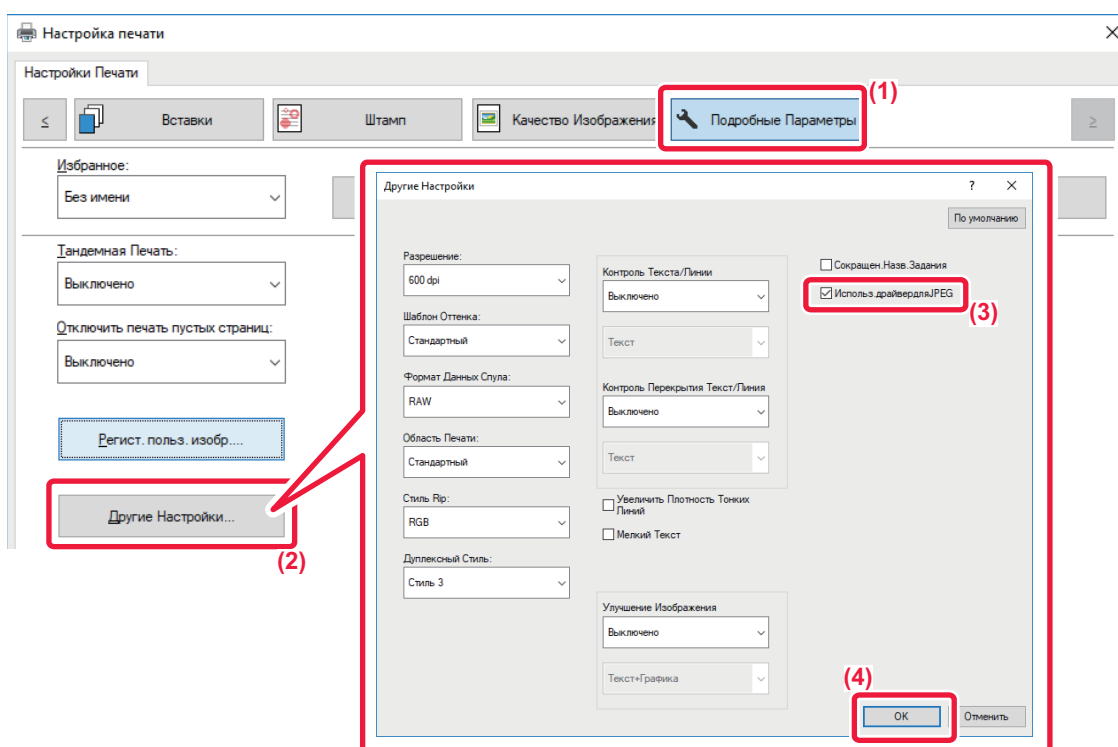 Настройка печати
Настройки Печати
(1)
≤
Вставки
Штамп
Качество Изображения
Подробные Параметры
≥
Избранное:
Без имени
Тандемная Печать:
Выключено
Отключить печать пустых страниц:
Выключено
Регист. польз. изобр....
Другие Настройки...
(2)
Другие Настройки
?
По умолчанию
Разрешение:
600 dpi
Шаблон Оттенка:
Стандартный
Формат Данных Спула:
RAW
Область Печати:
Стандартный
Стиль Rip:
RGB
Дуплексный Стиль:
Стиль 3
Контроль Текста/Линии
Выключено
Текст
Контроль Перекрытия Текст/Линия
Выключено
Текст
Увеличить Плотность Тонких
Линий
Мелкий Текст
Улучшение Изображения
Выключено
Текст+Графика
Сокращен.Назв.Задания
Использ.драйвердляJPEG
(3)
(4)
OK
Отменить